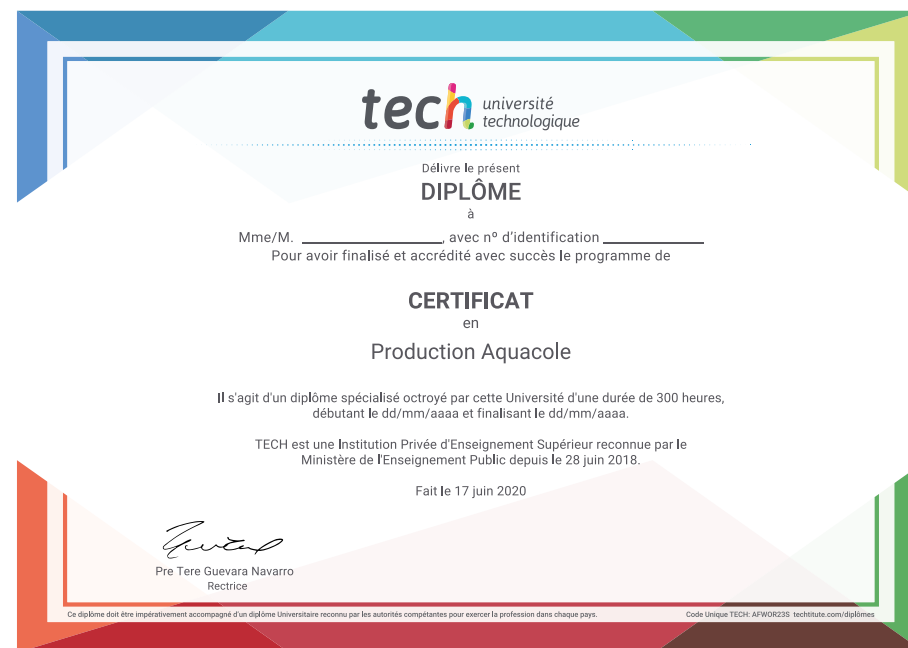 tech université
technologique
Délivre le présent
DIPLÔME
à
Mme/M. ____________________, avec nº d'identification ______________
Pour avoir finalisé et accrédité avec succès le programme de
CERTIFICAT
en
Production Aquacole
Il s'agit d'un diplôme spécialisé octroyé par cette Université d'une durée de 300 heures,
débutant le dd/mm/aaaa et finalisant le dd/mm/aaaa.
TECH est une Institution Privée d'Enseignement Supérieur reconnue par le
Ministère de l'Enseignement Public depuis le 28 juin 2018.
Fait le 17 juin 2020
Pre Tere Guevara Navarro
Rectrice
Ce diplôme doit être impérativement accompagné d'un diplôme Universitaire reconnu par les autorités compétentes pour exercer la profession dans chaque pays. Code Unique TECH: AFWOR23S techtitute.com/diplômes